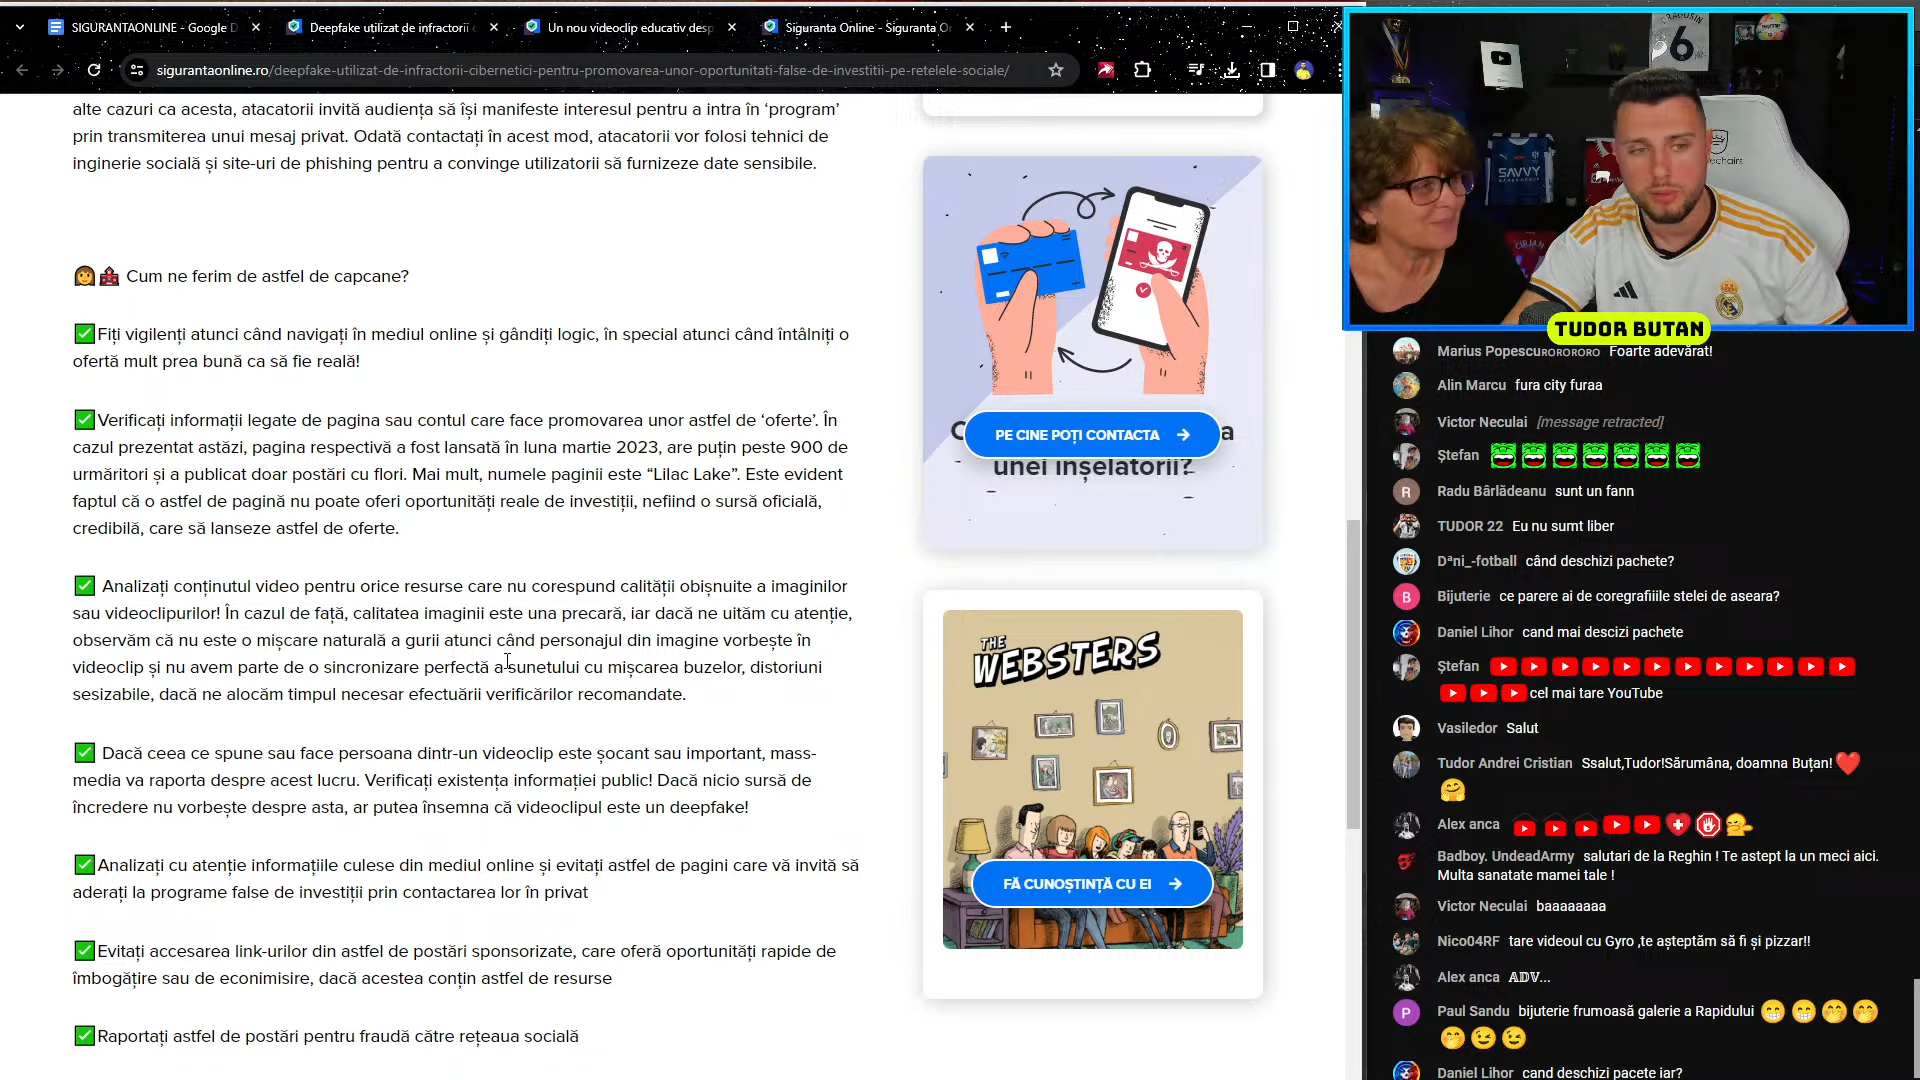 SIGURANTAONLINE - Google D
Deepfake utilizat de infractorii c
Un nou videoclip educativ desp
Siguranta Online - Siguranta On
sigurantaonline.ro/deepfake-utilizat-de-infractorii-cibernetici-pentru-promovarea-unor-oportunitati-false-de-investitii-pe-retelele-sociale/
alte cazuri ca acesta, atacatorii invită audiența să își manifeste interesul pentru a intra în ‘program’
prin transmiterea unui mesaj privat. Odată contactați în acest mod, atacatorii vor folosi tehnici de
inginerie socială și site-uri de phishing pentru a convinge utilizatorii să furnizeze date sensibile.
Cum ne ferim de astfel de capcane?
Fiți vigilenți atunci când navigați în mediul online și gândiți logic, în special atunci când întâlniți o
ofertă mult prea bună ca să fie reală!
Verificați informații legate de pagina sau contul care face promovarea unor astfel de ‘oferte’. În
cazul prezentat astăzi, pagina respectivă a fost lansată în luna martie 2023, are puțin peste 900 de
urmăritori și a publicat doar postări cu flori. Mai mult, numele paginii este “Lilac Lake”. Este evident
faptul că o astfel de pagină nu poate oferi oportunități reale de investiții, nefiind o sursă oficială,
credibilă, care să lanseze astfel de oferte.
Analizați conținutul video pentru orice resurse care nu corespund calității obișnuite a imaginilor
sau videoclipurilor! În cazul de față, calitatea imaginii este una precară, iar dacă ne uităm cu atenție,
observăm că nu este o mișcare naturală a gurii atunci când personajul din imagine vorbește în
videoclip și nu avem parte de o sincronizare perfectă a sunetului cu mișcarea buzelor, distoriuni
sesizabile, dacă ne alocăm timpul necesar efectuării verificărilor recomandate.
Dacă ceea ce spune sau face persoana dintr-un videoclip este șocant sau important, mass-
media va raporta despre acest lucru. Verificați existența informației public! Dacă nicio sursă de
încredere nu vorbește despre asta, ar putea însemna că videoclipul este un deepfake!
Analizați cu atenție informațiile culese din mediul online și evitați astfel de pagini care vă invită să
aderați la programe false de investiții prin contactarea lor în privat
Evitați accesarea link-urilor din astfel de postări sponsorizate, care oferă oportunități rapide de
îmbogățire sau de econimisire, dacă acestea conțin astfel de resurse
Raportați astfel de postări pentru fraudă către rețeaua socială
PE CINE POȚI CONTACTA
unei înșelătorii?
THE
WEBSTERS
FĂ CUNOȘTINȚĂ CU EI
DRAGUSIN
6
SAVVY
CIRJAN
chairs
TUDOR BUTAN
Marius Popescuʀᴏʀᴏʀᴏʀᴏ Foarte adevărat!
Alin Marcu fura city furaa
Victor Neculai [message retracted]
Ștefan
Radu Bârlădeanu sunt un fann
TUDOR 22 Eu nu sumt liber
Dªni_-fotball când deschizi pachete?
Bijuterie ce parere ai de coregrafiiile stelei de aseara?
Daniel Lihor cand mai descizi pachete
Ștefan
cel mai tare YouTube
Vasiledor Salut
Tudor Andrei Cristian Ssalut,Tudor!Sărumâna, doamna Buțan!
Alex anca
Badboy. UndeadArmy salutari de la Reghin ! Te astept la un meci aici.
Multa sanatate mamei tale !
Victor Neculai baaaaaaaa
Nico04RF tare videoul cu Gyro ,te așteptăm să fi și pizzar!!
Alex anca 𝔸𝔻𝕍...
Paul Sandu bijuterie frumoasă galerie a Rapidului
Daniel Lihor cand deschizi pacete iar?